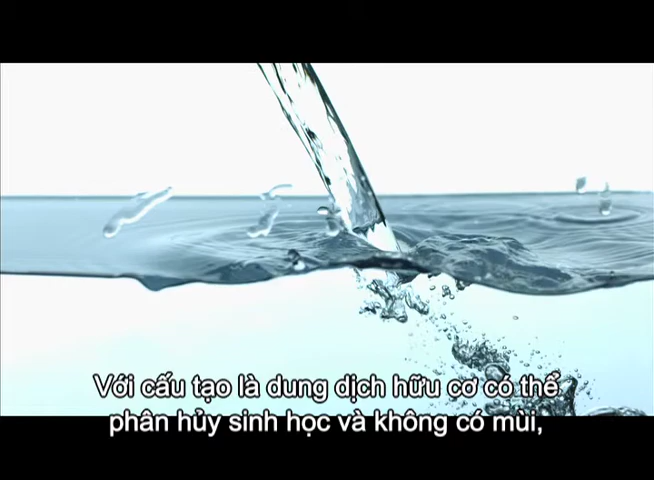 Với cấu tạo là dung dịch hữu cơ có thể
phân hủy sinh học và không có mùi,